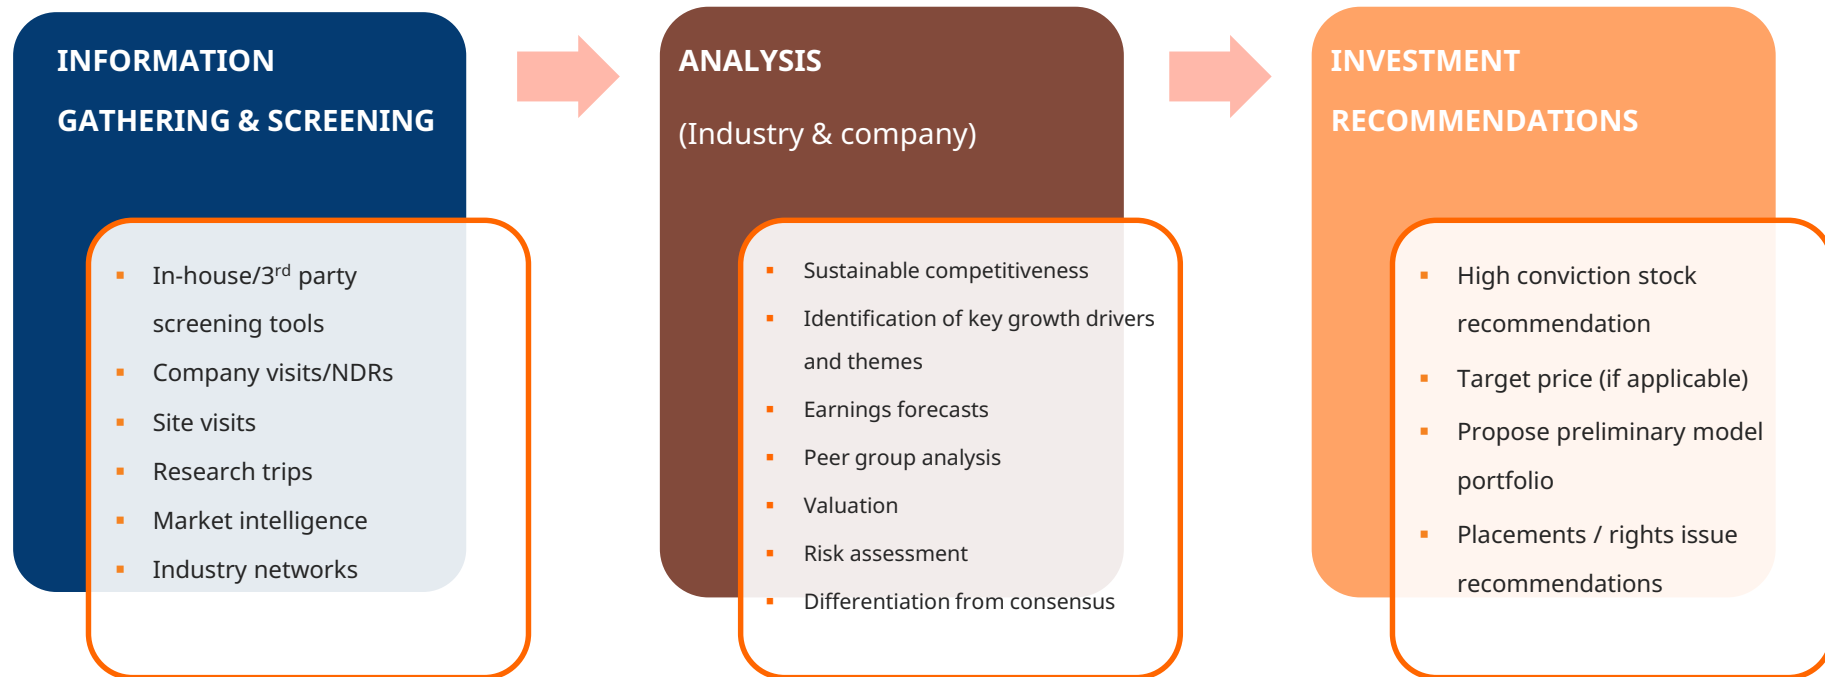 INFORMATION
GATHERING & SCREENING
▪ In-house/3rd party
screening tools
▪ Company visits/NDRs
▪ Site visits
▪ Research trips
▪ Market intelligence
▪ Industry networks
ANALYSIS
(Industry & company)
▪ Sustainable competitiveness
▪ Identification of key growth drivers
and themes
▪ Earnings forecasts
▪ Peer group analysis
▪ Valuation
▪ Risk assessment
▪ Differentiation from consensus
INVESTMENT
RECOMMENDATIONS
▪ High conviction stock
recommendation
▪ Target price (if applicable)
▪ Propose preliminary model
portfolio
▪ Placements / rights issue
recommendations